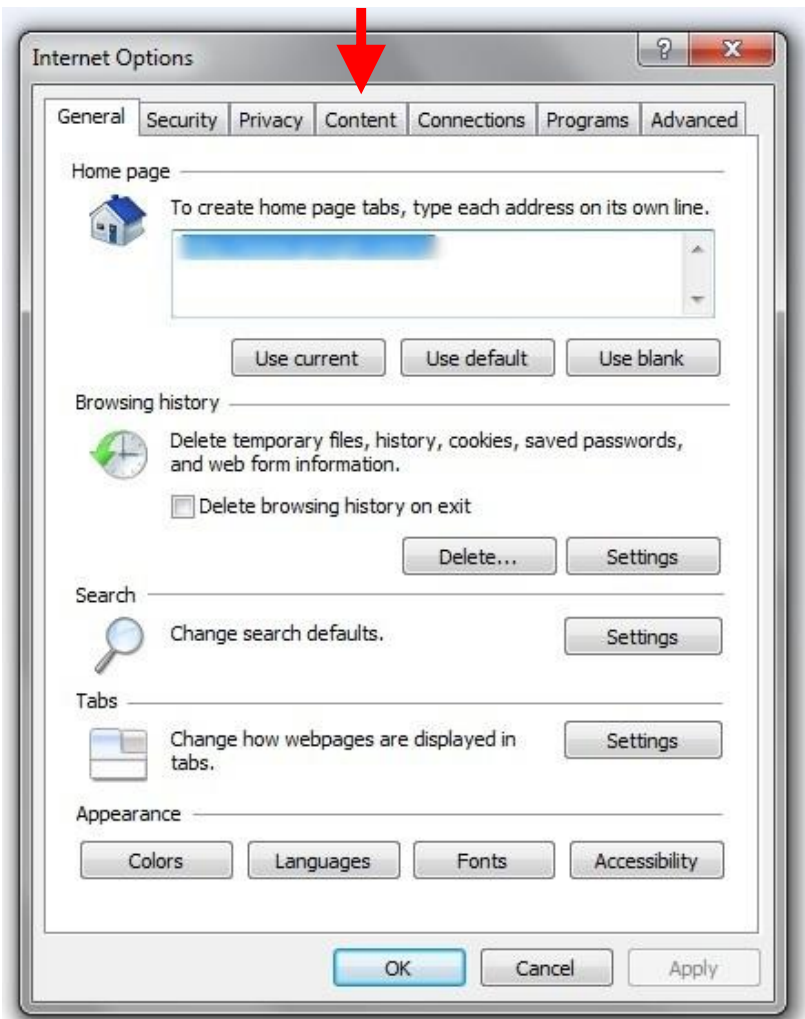 Internet Options
?
General Security Privacy Content Connections Programs Advanced
Home page
To create home page tabs, type each address on its own line.
Use current Use default Use blank
Browsing history
Delete temporary files, history, cookies, saved passwords,
and web form information.
Delete browsing history on exit
Delete... Settings
Search
Change search defaults. Settings
Tabs
Change how webpages are displayed in
tabs.
Settings
Appearance
Colors Languages Fonts Accessibility
OK Cancel Apply